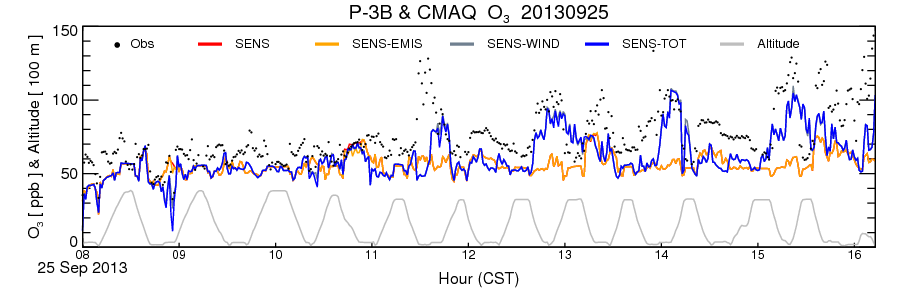 P-3B & CMAQ O3 20130925
Obs SENS SENS-EMIS SENS-WIND SENS-TOT Altitude
O3 [ ppb ] & Altitude [ 100 m ]
150
100
50
0
08 09 10 11 12 13 14 15 16
25 Sep 2013
Hour (CST)